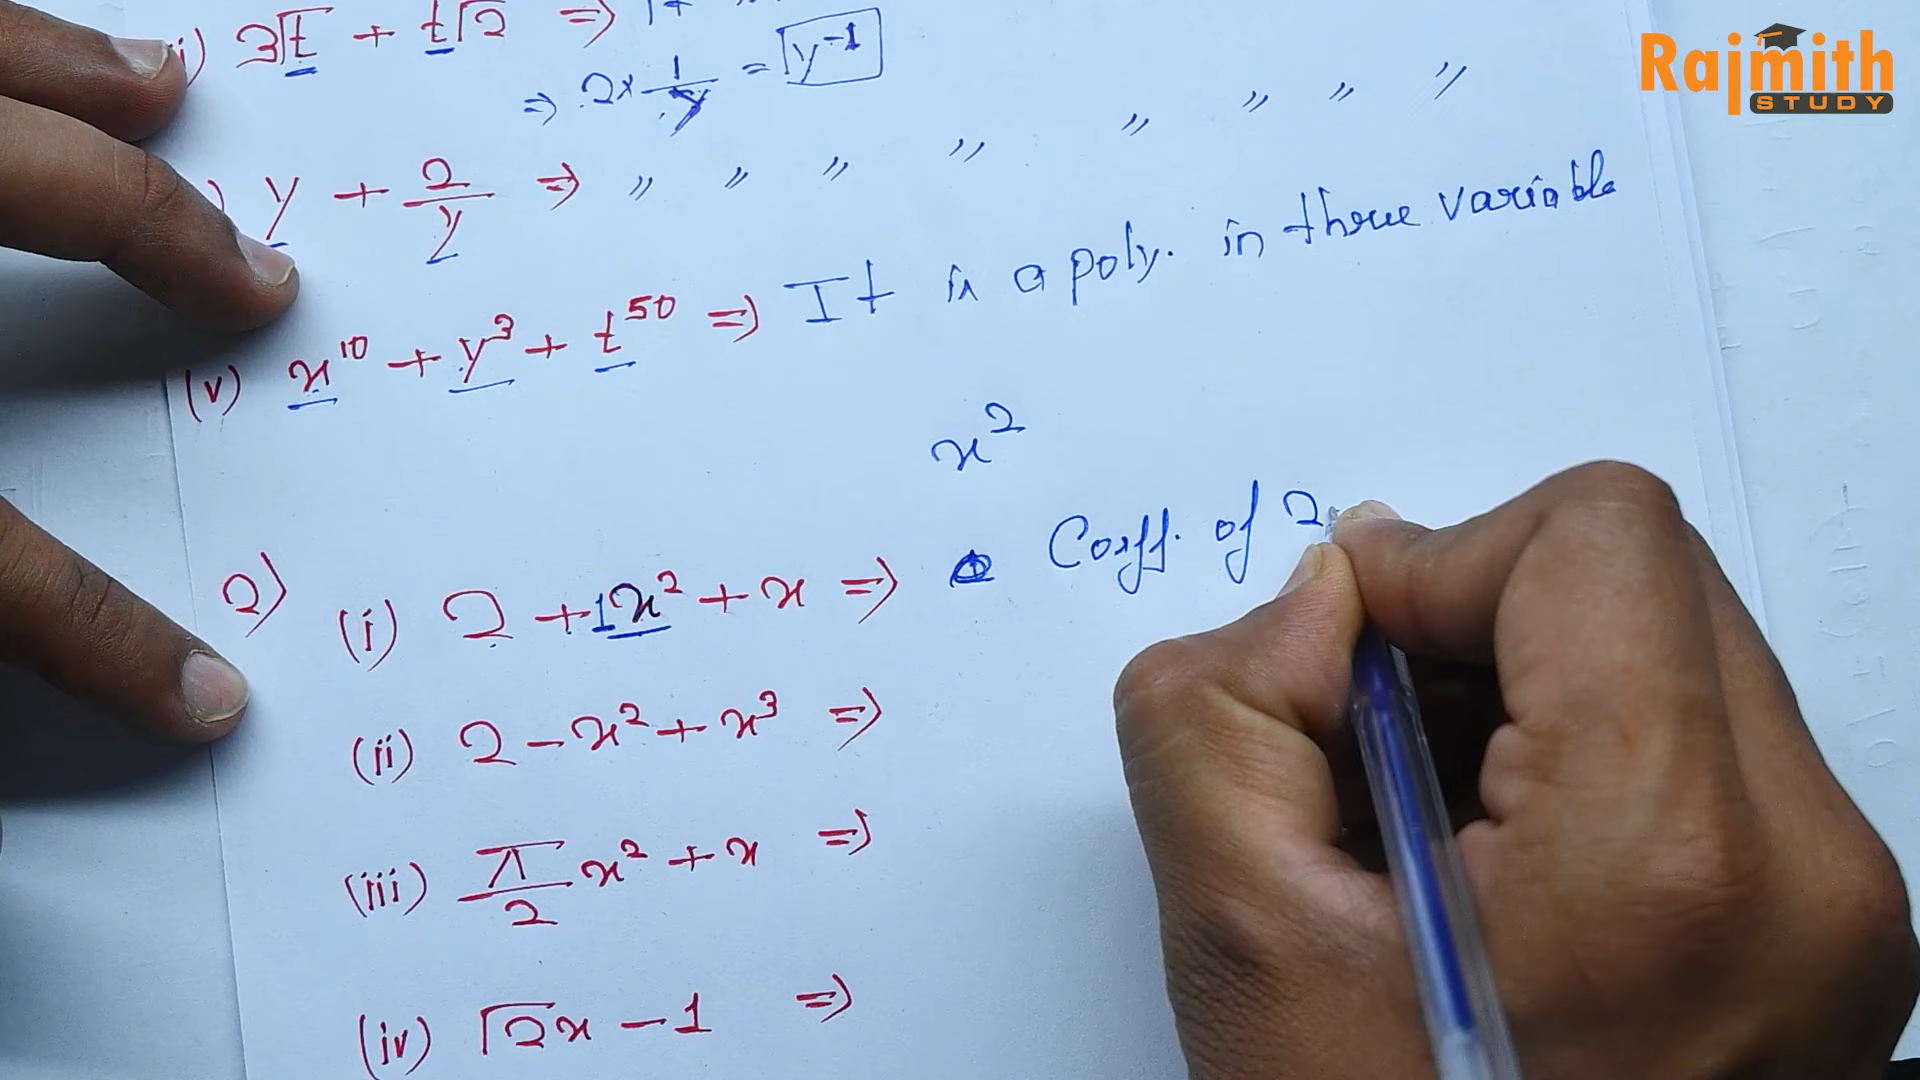 Rajmith
STUDY
i) 3√t + t√2 ⇒
⇒ 2 × 1/y = y⁻¹
) y + 2/y ⇒ " " " " " " " "
(v) x¹⁰ + y³ + t⁵⁰ ⇒ It is a poly. in three variable
x²
2) (i) 2 + 1x² + x ⇒ Coeff. of
(ii) 2 - x² + x³ ⇒
(iii) π/2 x² + x ⇒
(iv) √2x - 1 ⇒